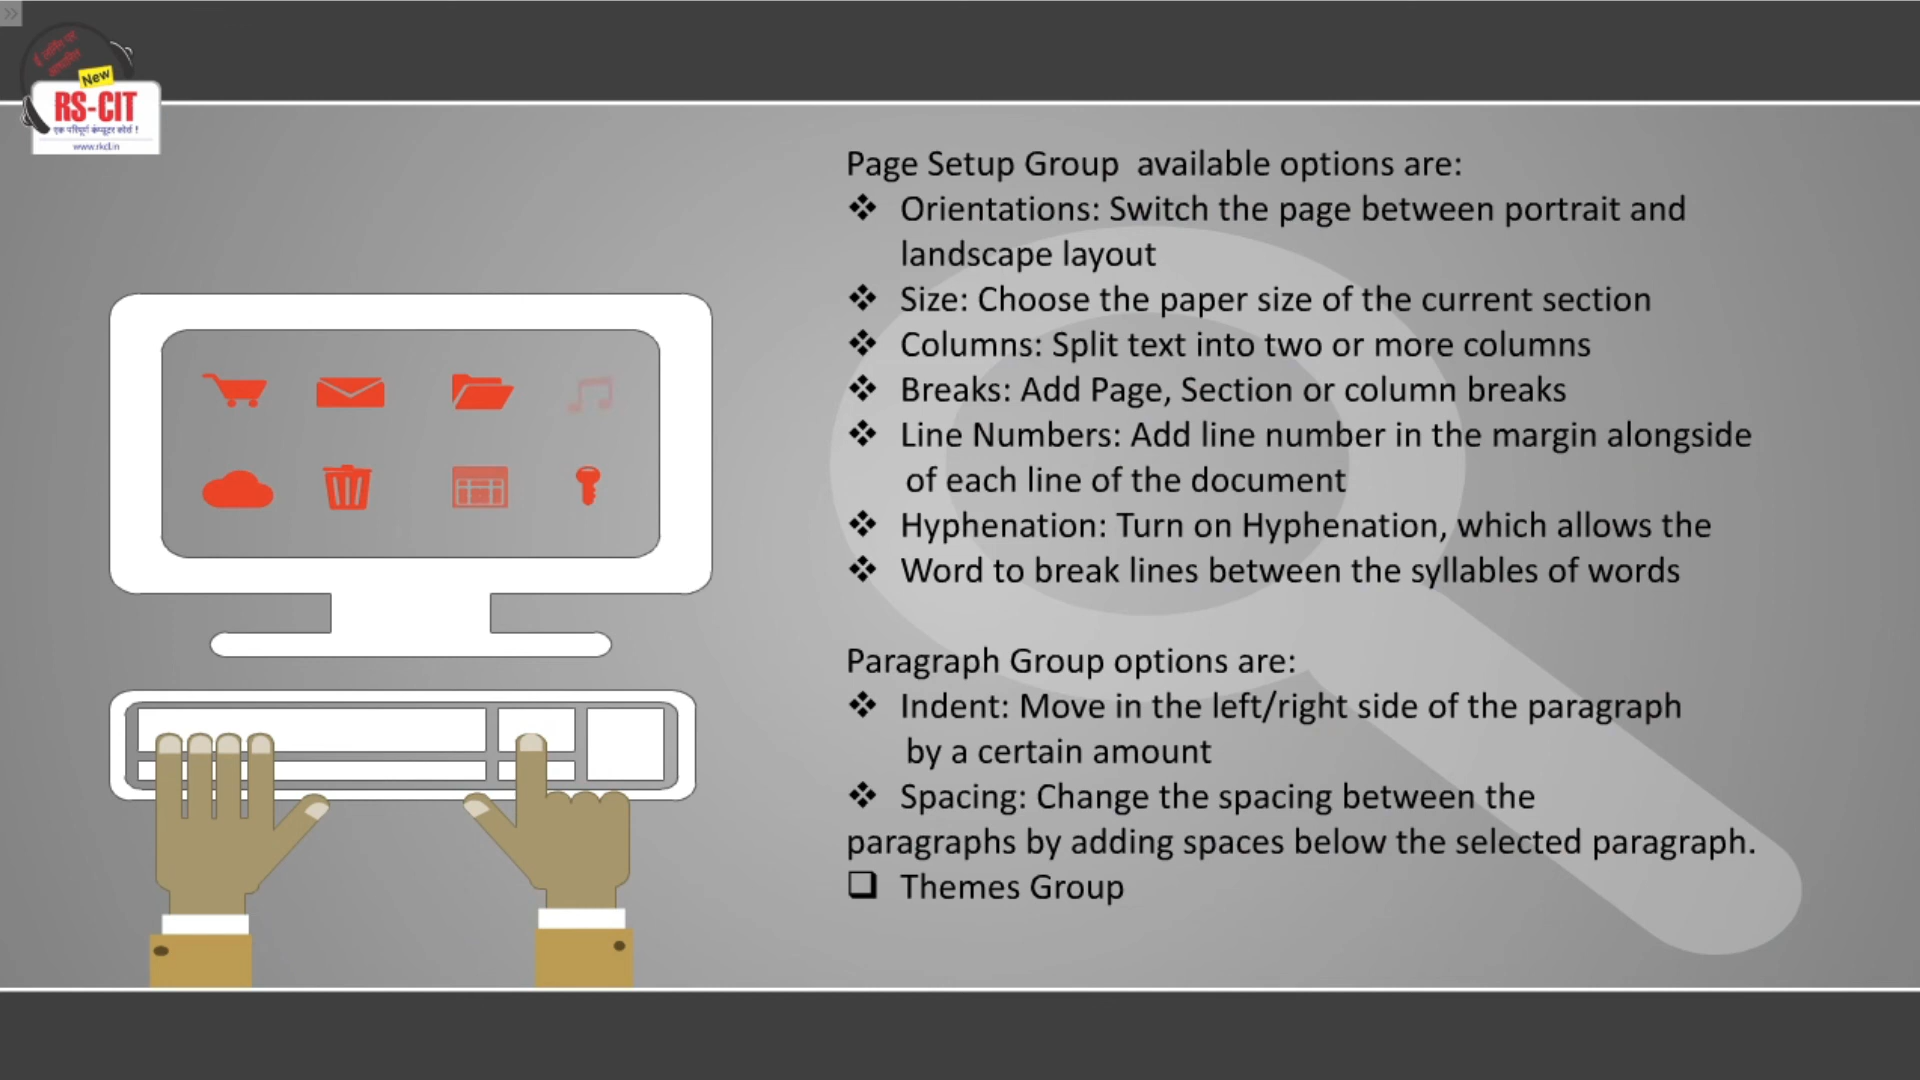 New
RS-CIT
एक परिपूर्ण कंप्यूटर कोर्स !
www.rkcl.in
Page Setup Group  available options are:
❖ Orientations: Switch the page between portrait and
landscape layout
❖ Size: Choose the paper size of the current section
❖ Columns: Split text into two or more columns
❖ Breaks: Add Page, Section or column breaks
❖ Line Numbers: Add line number in the margin alongside
of each line of the document
❖ Hyphenation: Turn on Hyphenation, which allows the
❖ Word to break lines between the syllables of words
Paragraph Group options are:
❖ Indent: Move in the left/right side of the paragraph
by a certain amount
❖ Spacing: Change the spacing between the
paragraphs by adding spaces below the selected paragraph.
❑ Themes Group